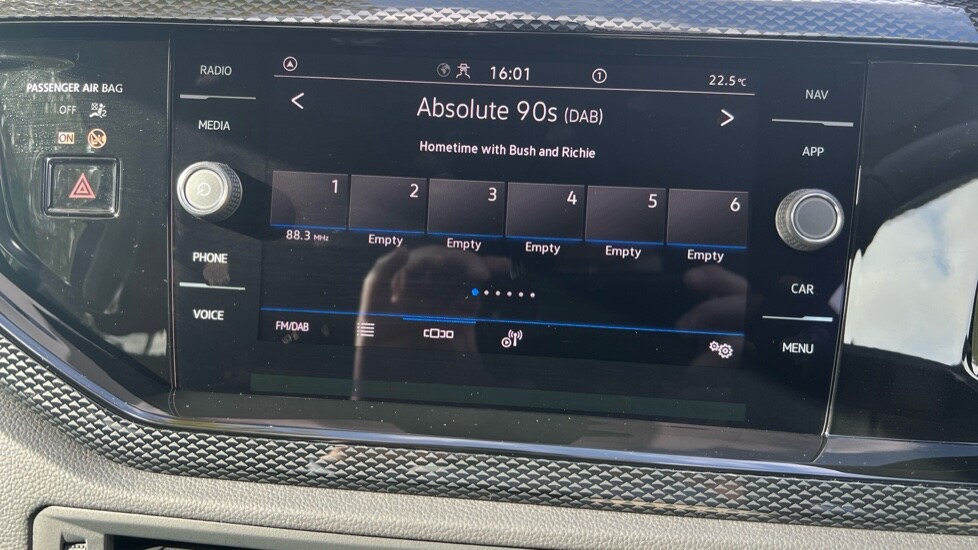 PASSENGER AIR BAG
OFF
ON
RADIO
MEDIA
PHONE
VOICE
16:01
1
22.5°C
Absolute 90s (DAB)
Hometime with Bush and Richie
1 2 3 4 5 6
88.3 MHz Empty Empty Empty Empty Empty
FM/DAB
NAV
APP
CAR
MENU